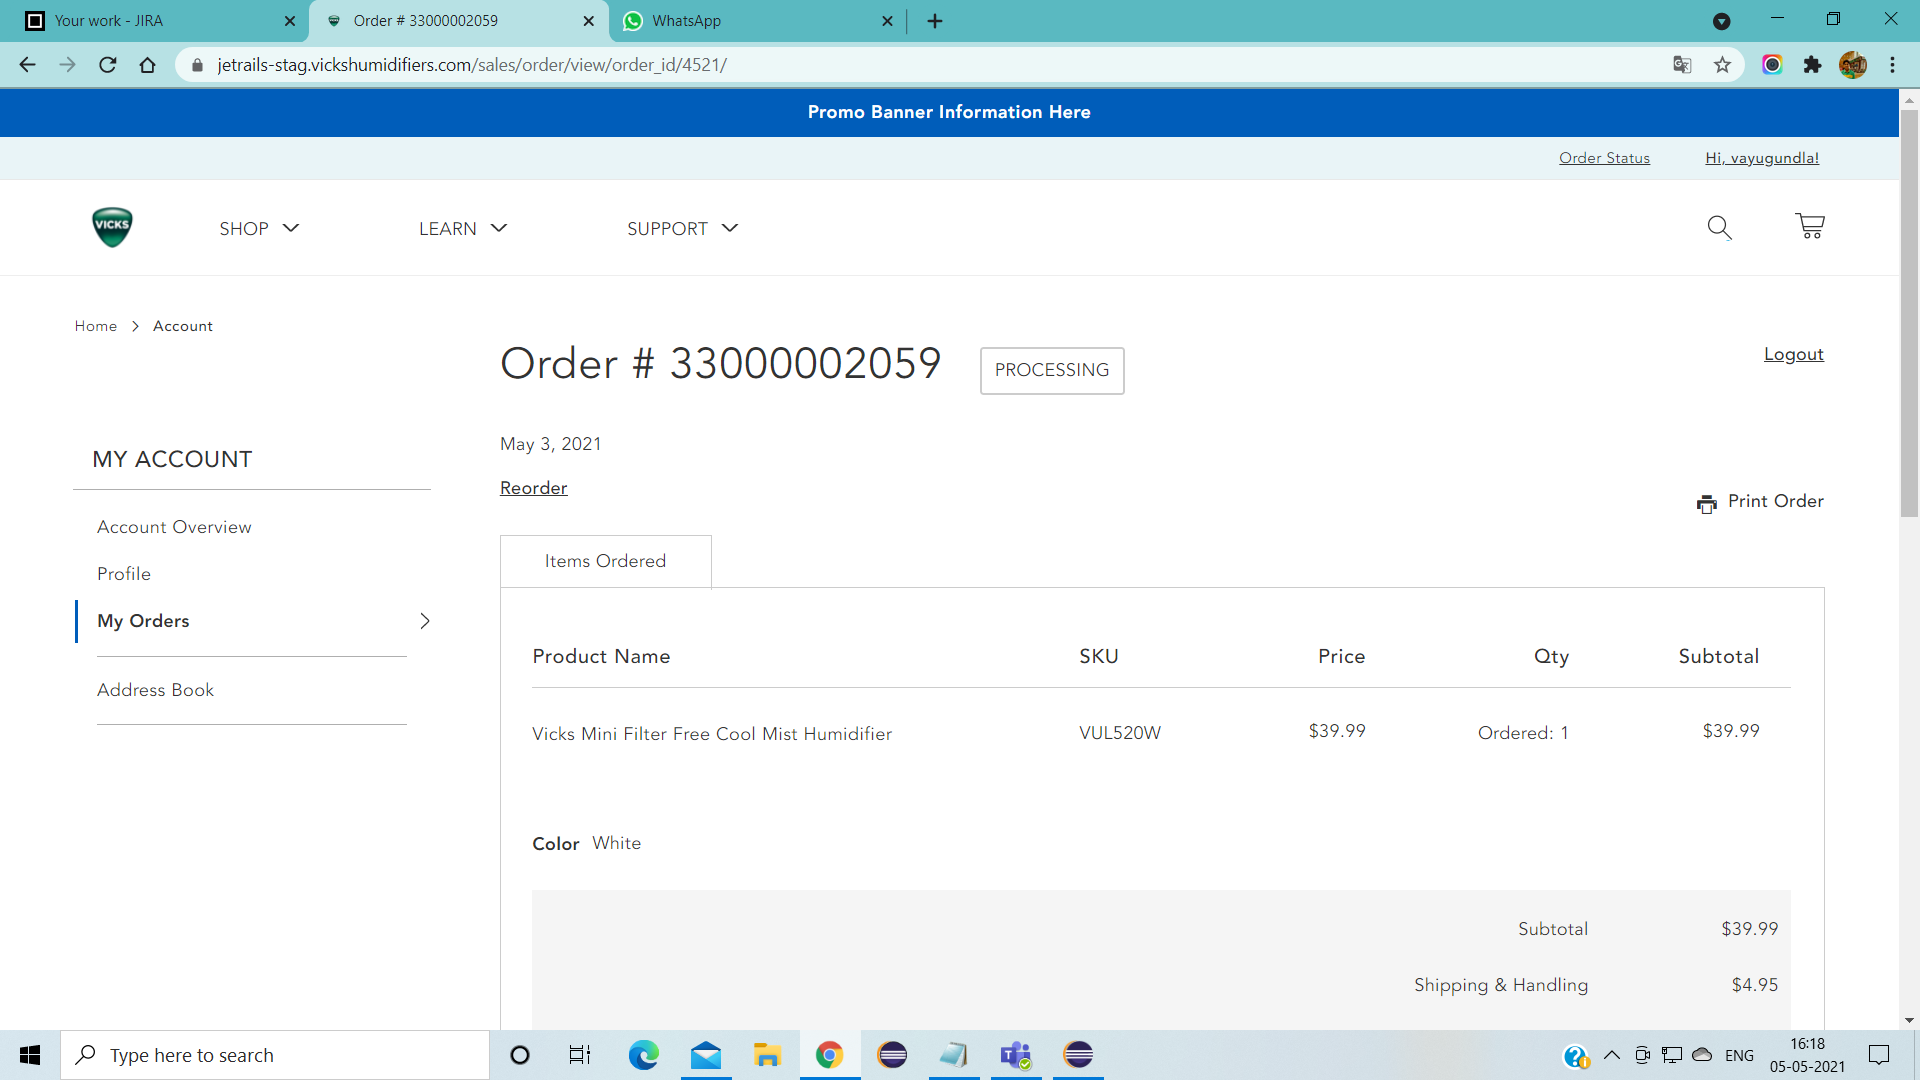 Your work - JIRA
Order # 33000002059
WhatsApp
jetrails-stag.vickshumidifiers.com/sales/order/view/order_id/4521/
Promo Banner Information Here
Order Status
Hi, vayugundla!
VICKS
SHOP
LEARN
SUPPORT
Home
Account
Order # 33000002059
PROCESSING
Logout
May 3, 2021
Reorder
Print Order
MY ACCOUNT
Account Overview
Profile
My Orders
Address Book
Items Ordered
Product Name SKU Price Qty Subtotal
Vicks Mini Filter Free Cool Mist Humidifier VUL520W $39.99 Ordered: 1 $39.99
Color White
Subtotal $39.99
Shipping & Handling $4.95
Type here to search
ENG
16:18
05-05-2021